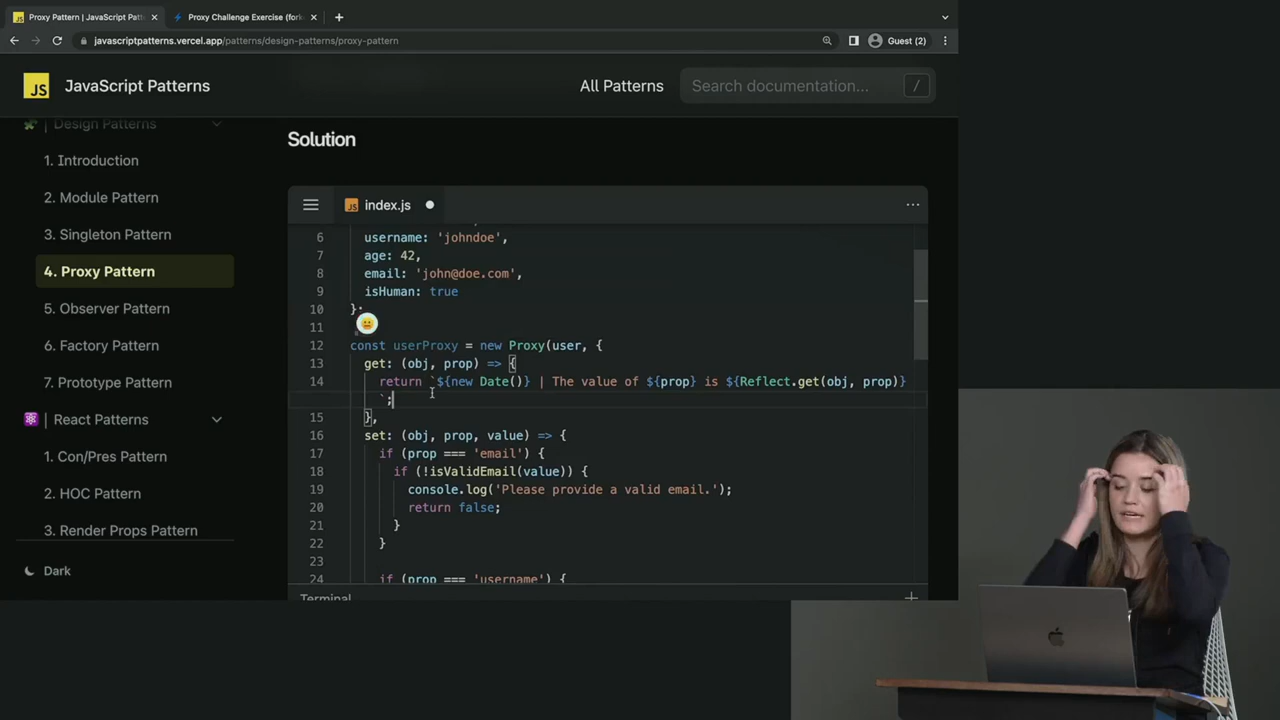 Proxy Pattern | JavaScript Patt
Proxy Challenge Exercise (fork
javascriptpatterns.vercel.app/patterns/design-patterns/proxy-pattern
Guest (2)
JS
JavaScript Patterns
All Patterns
Search documentation...
/
Design Patterns
1. Introduction
2. Module Pattern
3. Singleton Pattern
4. Proxy Pattern
5. Observer Pattern
6. Factory Pattern
7. Prototype Pattern
React Patterns
1. Con/Pres Pattern
2. HOC Pattern
3. Render Props Pattern
Dark
Solution
JS index.js
6 username: 'johndoe',
7 age: 42,
8 email: 'john@doe.com',
9 isHuman: true
10 };
11
12 const userProxy = new Proxy(user, {
13 get: (obj, prop) => {
14 return `${new Date()} | The value of ${prop} is ${Reflect.get(obj, prop)}
`;
15 },
16 set: (obj, prop, value) => {
17 if (prop === 'email') {
18 if (!isValidEmail(value)) {
19 console.log('Please provide a valid email.');
20 return false;
21 }
22 }
23
24 if (prop === 'username') {
Terminal